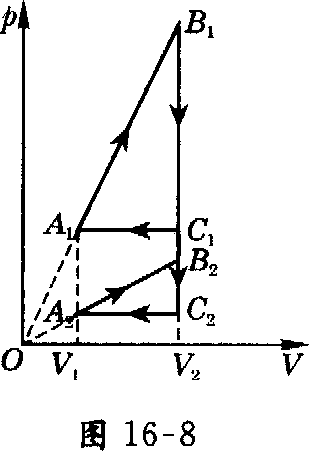 p
B₁
A₁
C₁
B₂
A₂
C₂
O
V₁
V₂
V
图 16-8